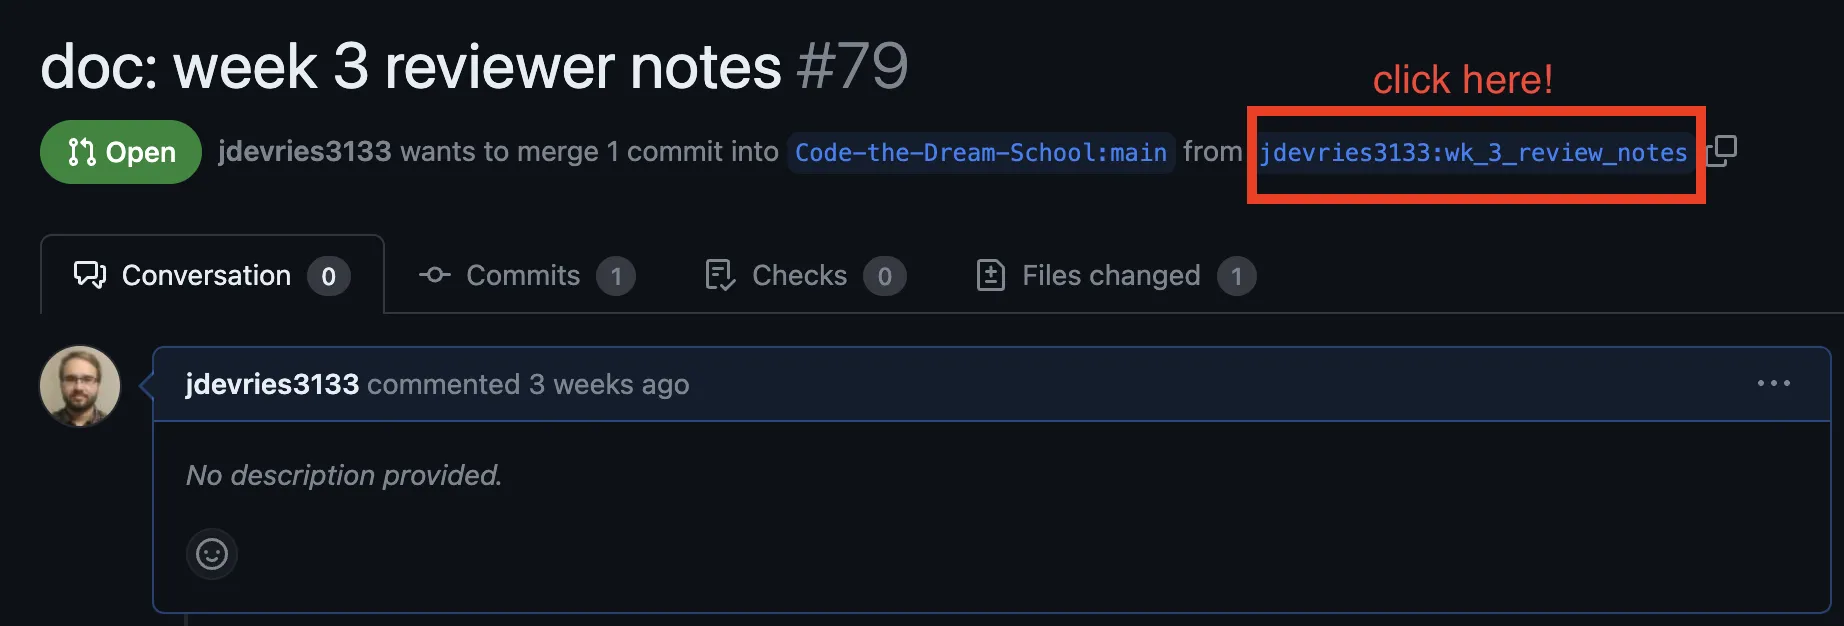 doc: week 3 reviewer notes #79
click here!
Open jdevries3133 wants to merge 1 commit into Code-the-Dream-School:main from jdevries3133:wk_3_review_notes
Conversation 0 Commits 1 Checks 0 Files changed 1
jdevries3133 commented 3 weeks ago
No description provided.